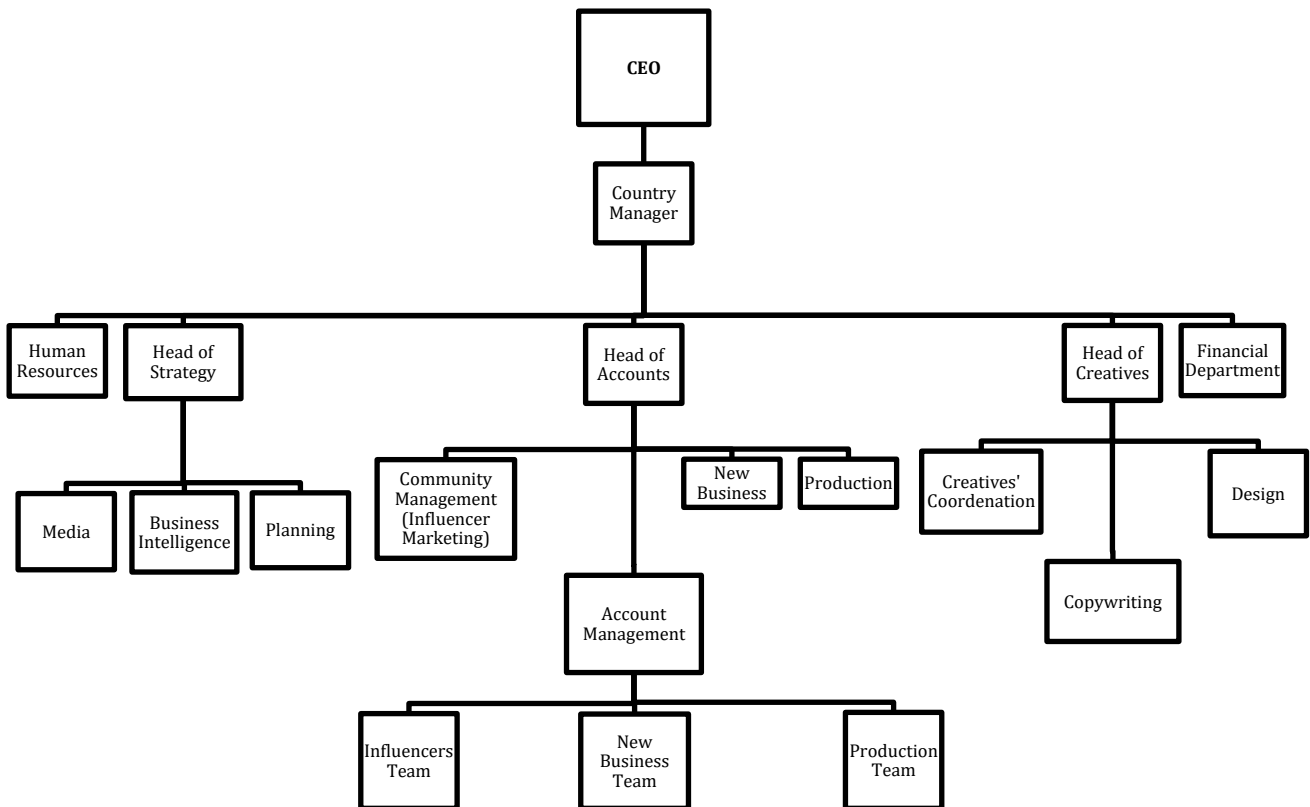 CEO
Country
Manager
Human
Resources
Head of
Strategy
Head of
Accounts
Head of
Creatives
Financial
Department
Media
Business
Intelligence
Planning
Community
Management
(Influencer
Marketing)
New
Business
Production
Creatives'
Coordenation
Design
Account
Management
Copywriting
Influencers
Team
New
Business
Team
Production
Team